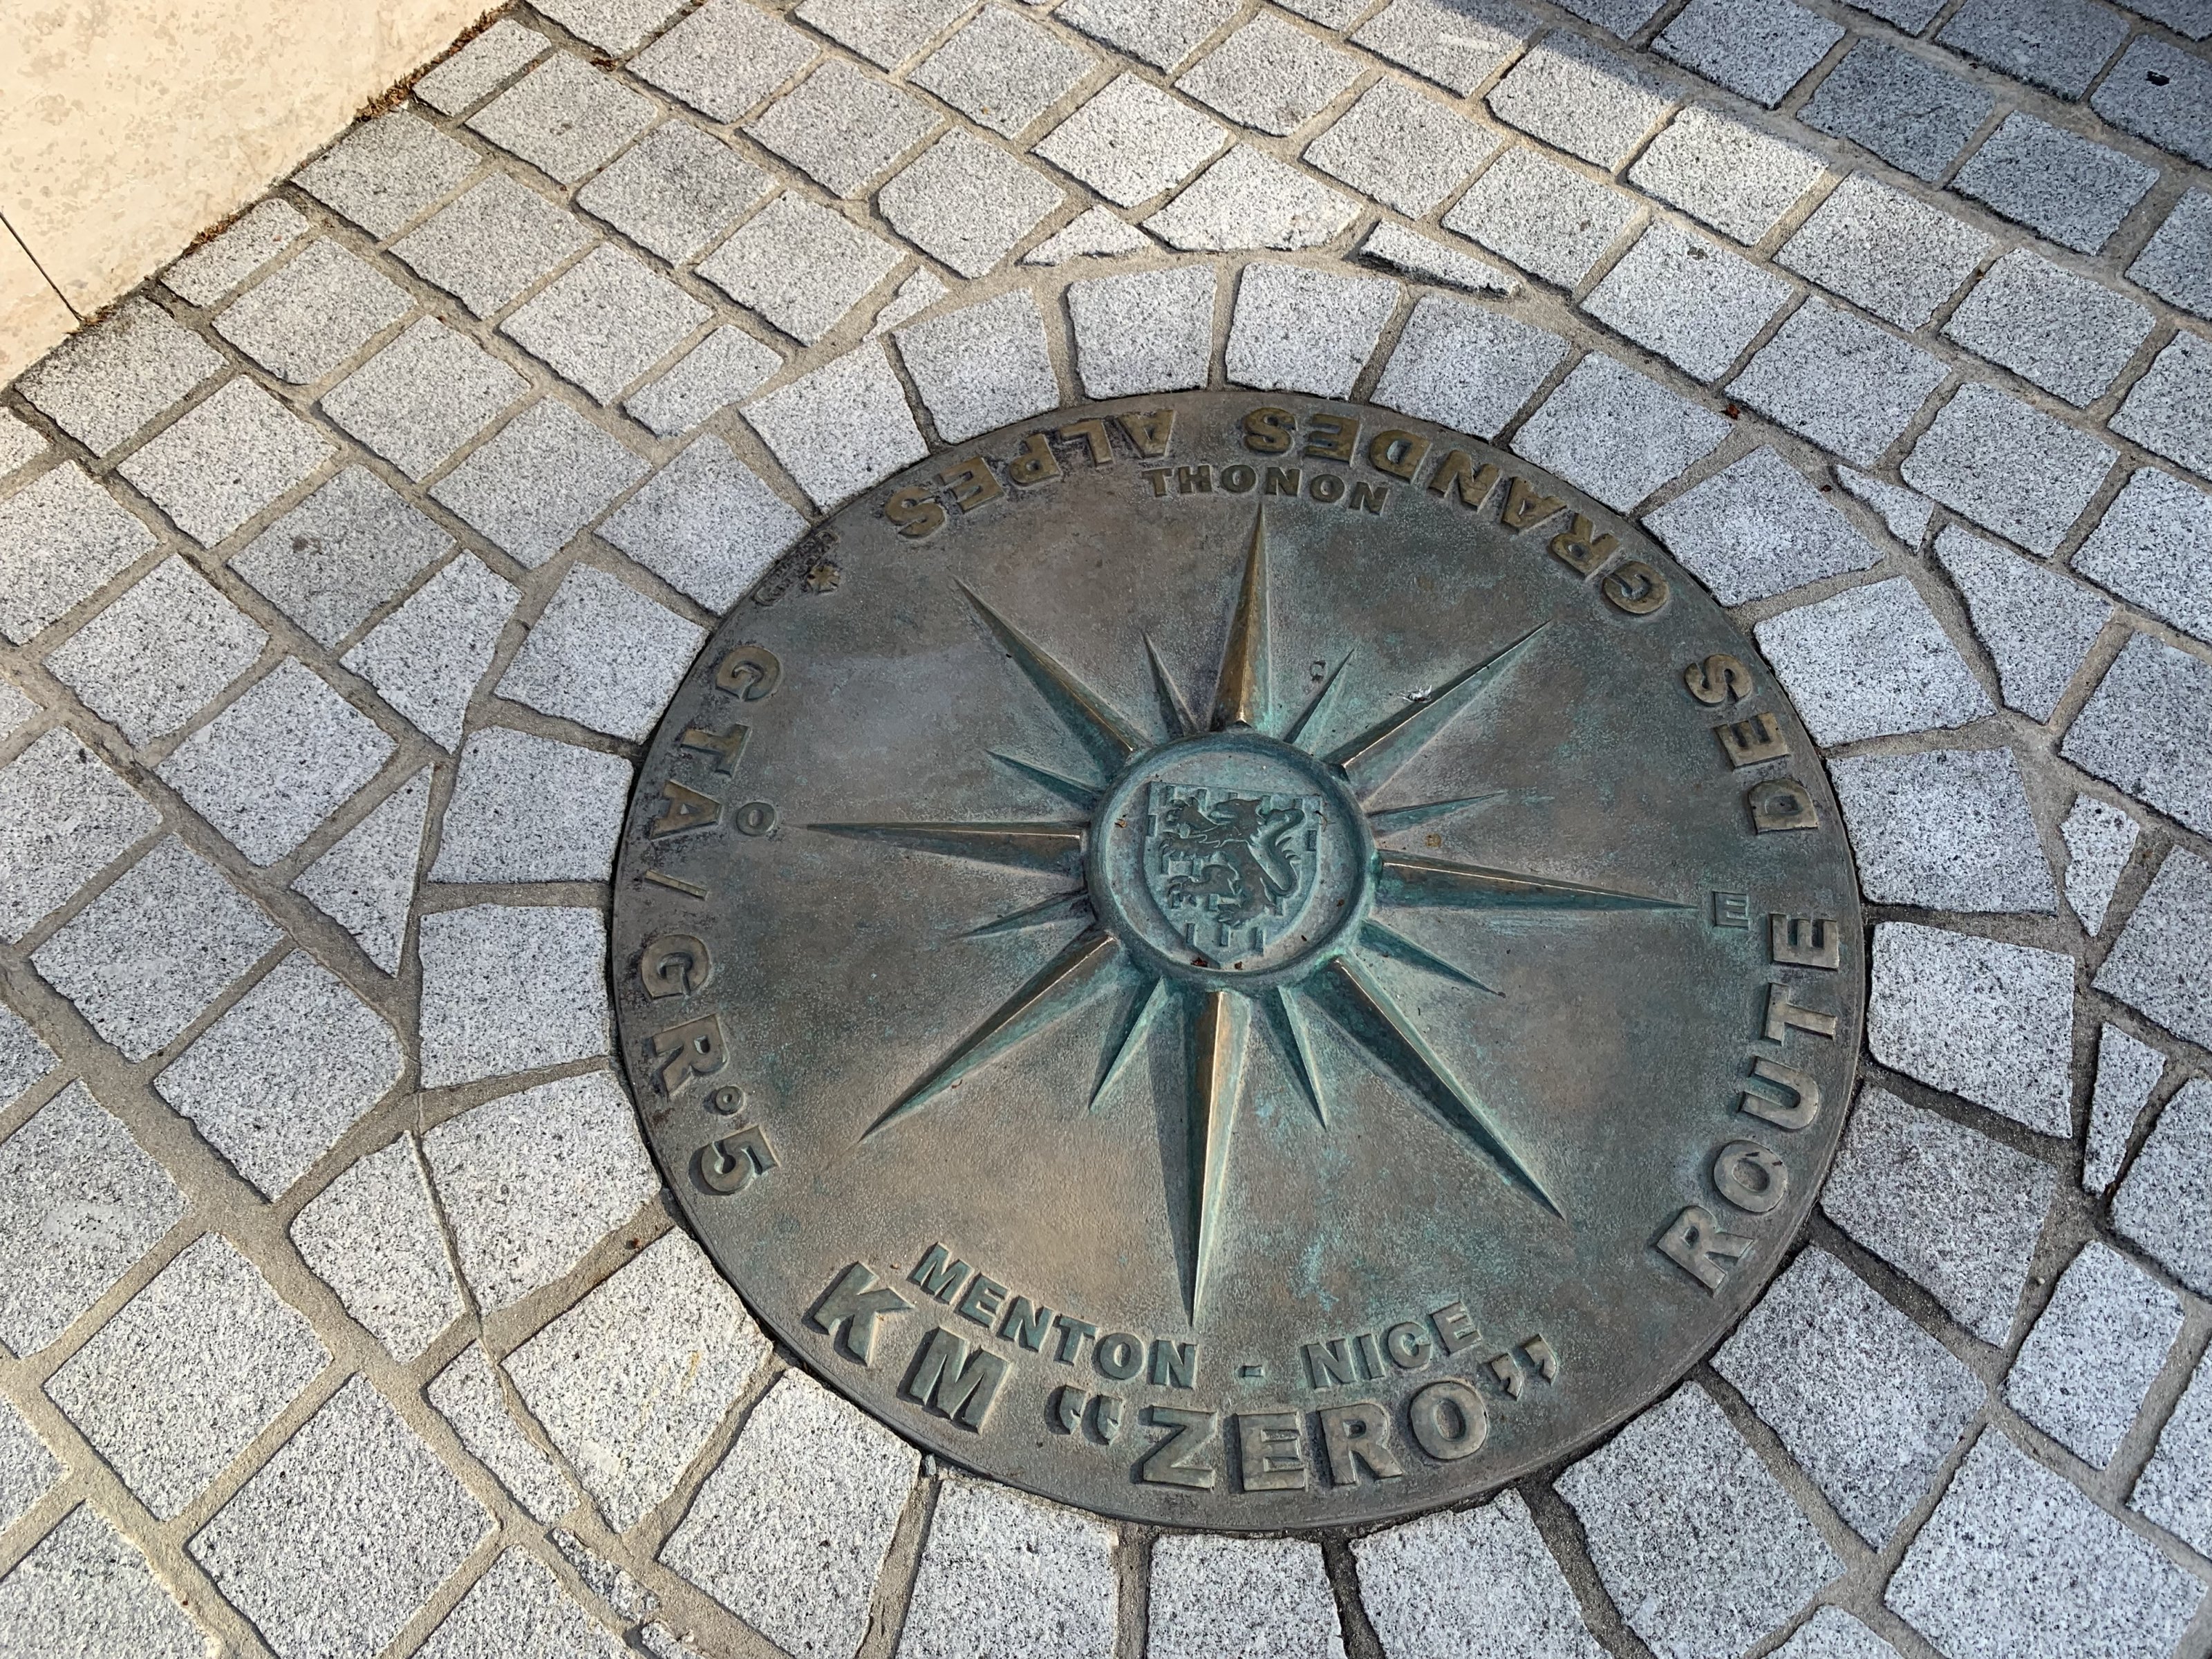 ROUTE DES GRANDES ALPES
*
GTA/GR°5
THONON
O
E
MENTON - NICE
KM “ZERO”